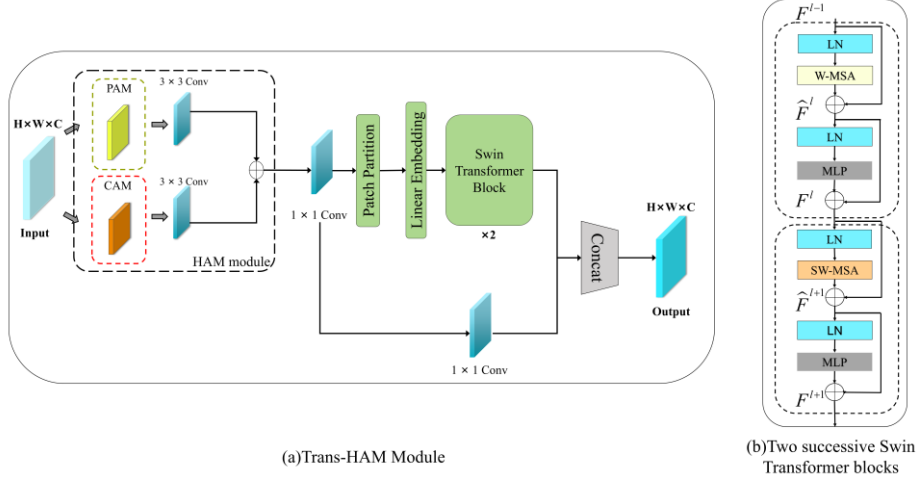 H×W×C
Input
PAM
3 × 3 Conv
CAM
3 × 3 Conv
HAM module
1 × 1 Conv
Patch Partition
Linear Embedding
Swin
Transformer
Block
×2
1 × 1 Conv
Concat
H×W×C
Output
(a)Trans-HAM Module
F^{l-1}
LN
W-MSA
F̂^{l}
LN
MLP
F^{l}
LN
SW-MSA
F̂^{l+1}
LN
MLP
F^{l+1}
(b)Two successive Swin
Transformer blocks